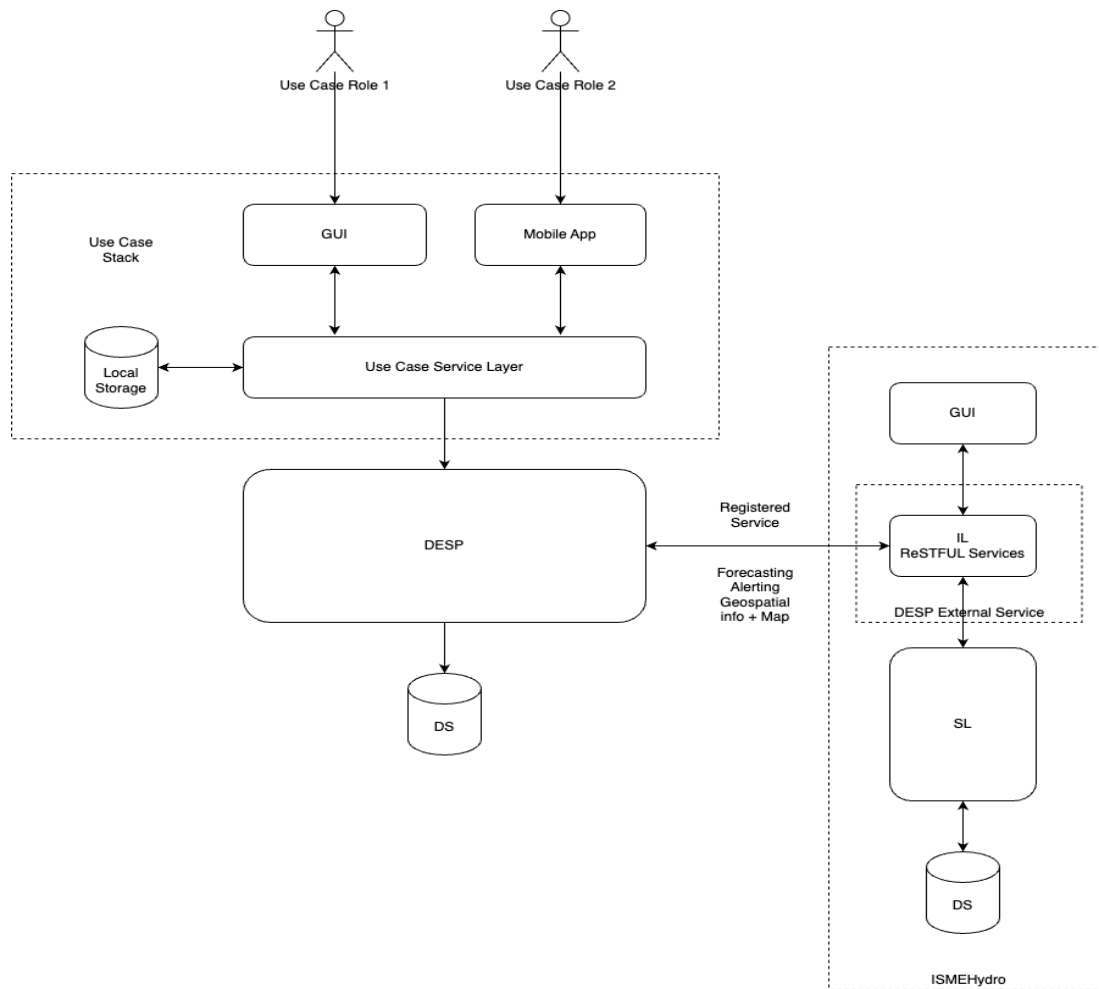 Use Case Role 1
Use Case Role 2
GUI
Mobile App
Use Case
Stack
Local
Storage
Use Case Service Layer
GUI
DESP
Registered
Service
IL
ReSTFUL Services
Forecasting
Alerting
Geospatial
info + Map
DESP External Service
DS
SL
DS
ISMEHydro